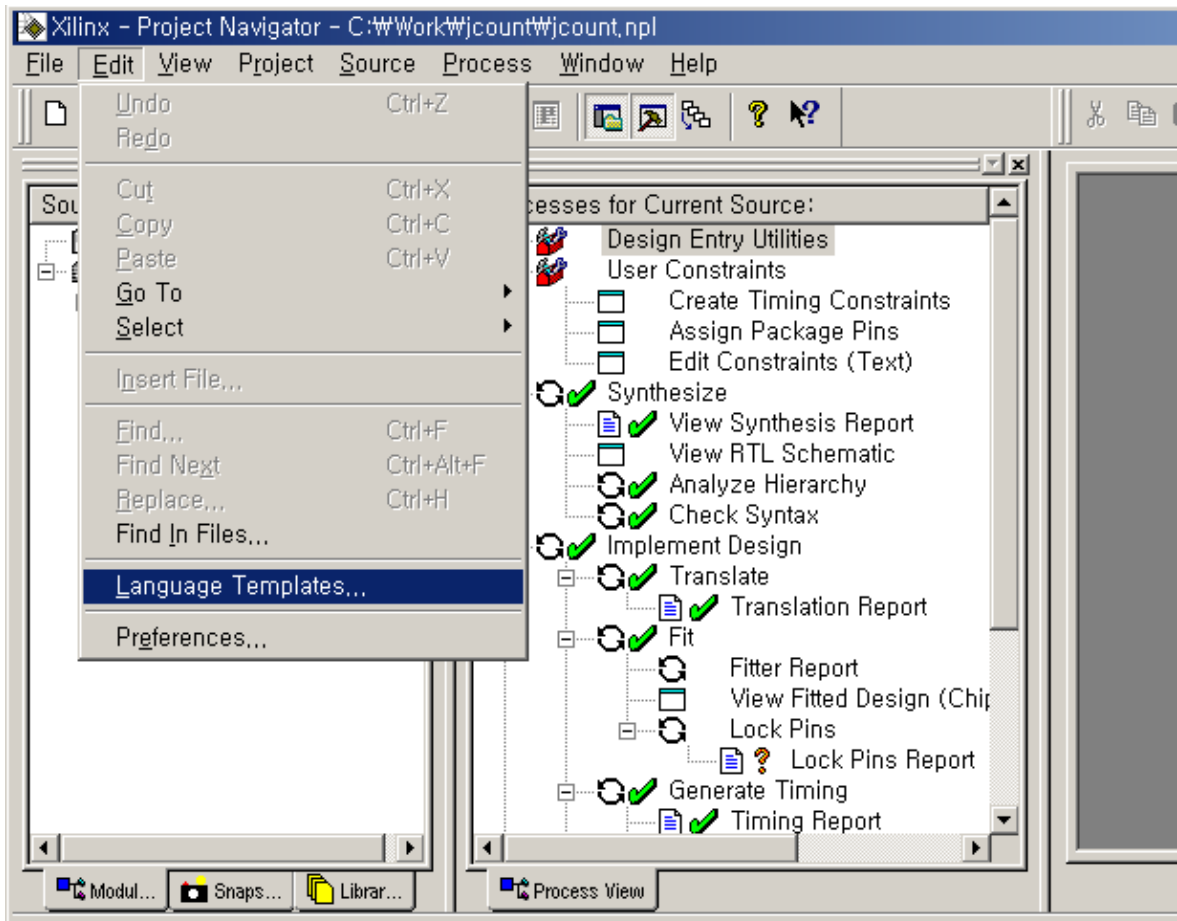 Xilinx - Project Navigator - C:₩Work₩jcount₩jcount.npl
File Edit View Project Source Process Window Help
Undo Ctrl+Z
Redo
Cut Ctrl+X
Copy Ctrl+C
Paste Ctrl+V
Go To
Select
Insert File...
Find... Ctrl+F
Find Next Ctrl+Alt+F
Replace... Ctrl+H
Find In Files...
Language Templates...
Preferences...
Sou
cesses for Current Source:
Design Entry Utilities
User Constraints
Create Timing Constraints
Assign Package Pins
Edit Constraints (Text)
Synthesize
View Synthesis Report
View RTL Schematic
Analyze Hierarchy
Check Syntax
Implement Design
Translate
Translation Report
Fit
Fitter Report
View Fitted Design (Chip
Lock Pins
Lock Pins Report
Generate Timing
Timing Report
Modul... Snaps... Librar... Process View